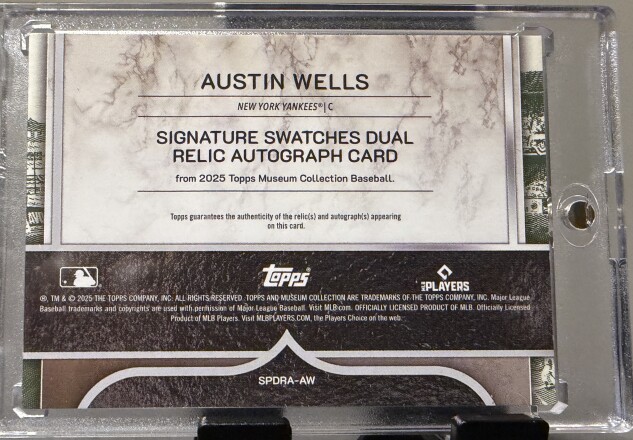 AUSTIN WELLS
NEW YORK YANKEES® | C
SIGNATURE SWATCHES DUAL
RELIC AUTOGRAPH CARD
from 2025 Topps Museum Collection Baseball.
Topps guarantees the authenticity of the relic(s) and autograph(s) appearing
on this card.
topps
MLB PLAYERS
®, TM & © 2025 THE TOPPS COMPANY, INC. ALL RIGHTS RESERVED. TOPPS AND MUSEUM COLLECTION ARE TRADEMARKS OF THE TOPPS COMPANY, INC. Major League
Baseball trademarks and copyrights are used with permission of Major League Baseball. Visit MLB.com. OFFICIALLY LICENSED PRODUCT OF MLB. Officially Licensed
Product of MLB Players. Visit MLBPLAYERS.COM, the Players Choice on the web.
SPDRA-AW